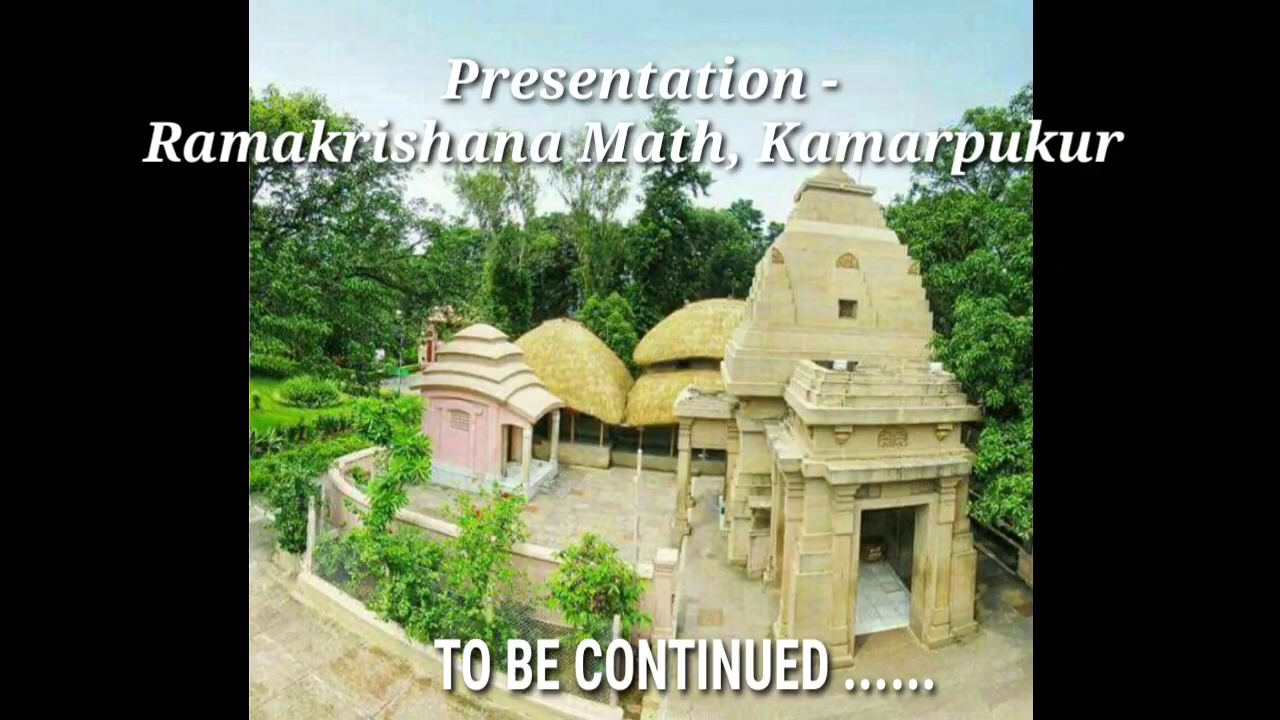 Presentation -
Ramakrishana Math, Kamarpukur
TO BE CONTINUED ......